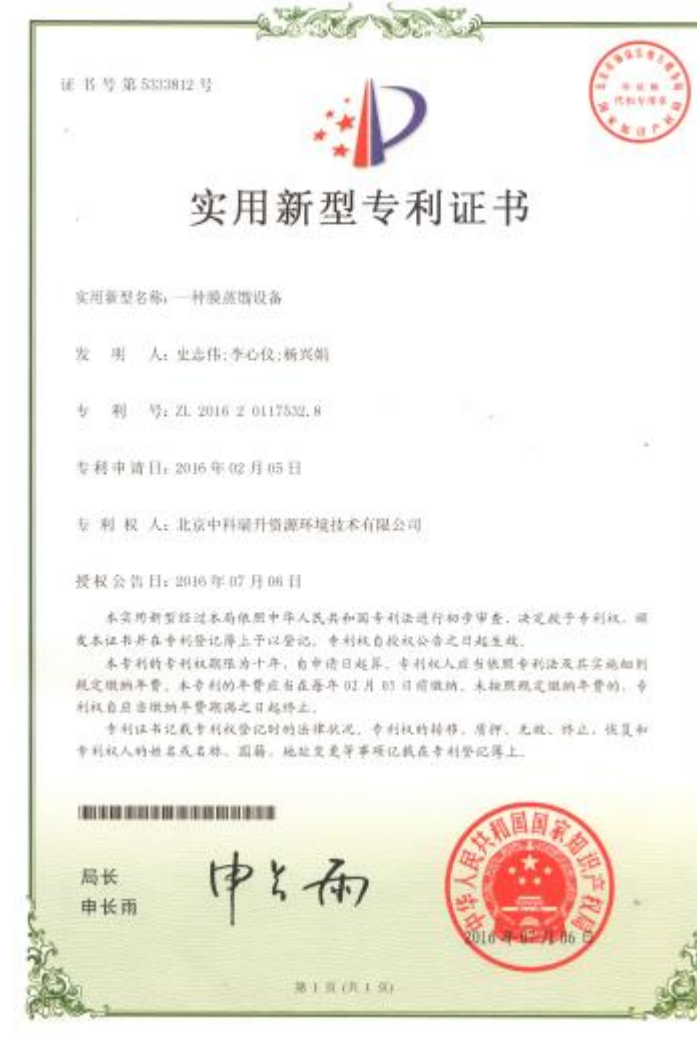 证书号第5333812号
实用新型专利证书
实用新型名称：一种膜蒸馏设备
发 明 人：史志伟;李心仪;杨兴娟
专 利 号：ZL 2016 2 0117532.8
专利申请日：2016年02月05日
专 利 权 人：北京中科瑞升资源环境技术有限公司
授权公告日：2016年07月06日
本实用新型经过本局依照中华人民共和国专利法进行初步审查，决定授予专利权，颁
发本证书并在专利登记簿上予以登记。专利权自授权公告之日起生效。
本专利的专利权期限为十年，自申请日起算。专利权人应当依照专利法及其实施细则
规定缴纳年费。本专利的年费应当在每年02月05日前缴纳。未按照规定缴纳年费的，专
利权自应当缴纳年费期满之日起终止。
专利证书记载专利权登记时的法律状况。专利权的转移、质押、无效、终止、恢复和
专利权人的姓名或名称、国籍、地址变更等事项记载在专利登记簿上。
局长
申长雨
申长雨
中华人民共和国国家知识产权局
2016年07月06日
第1页(共1页)